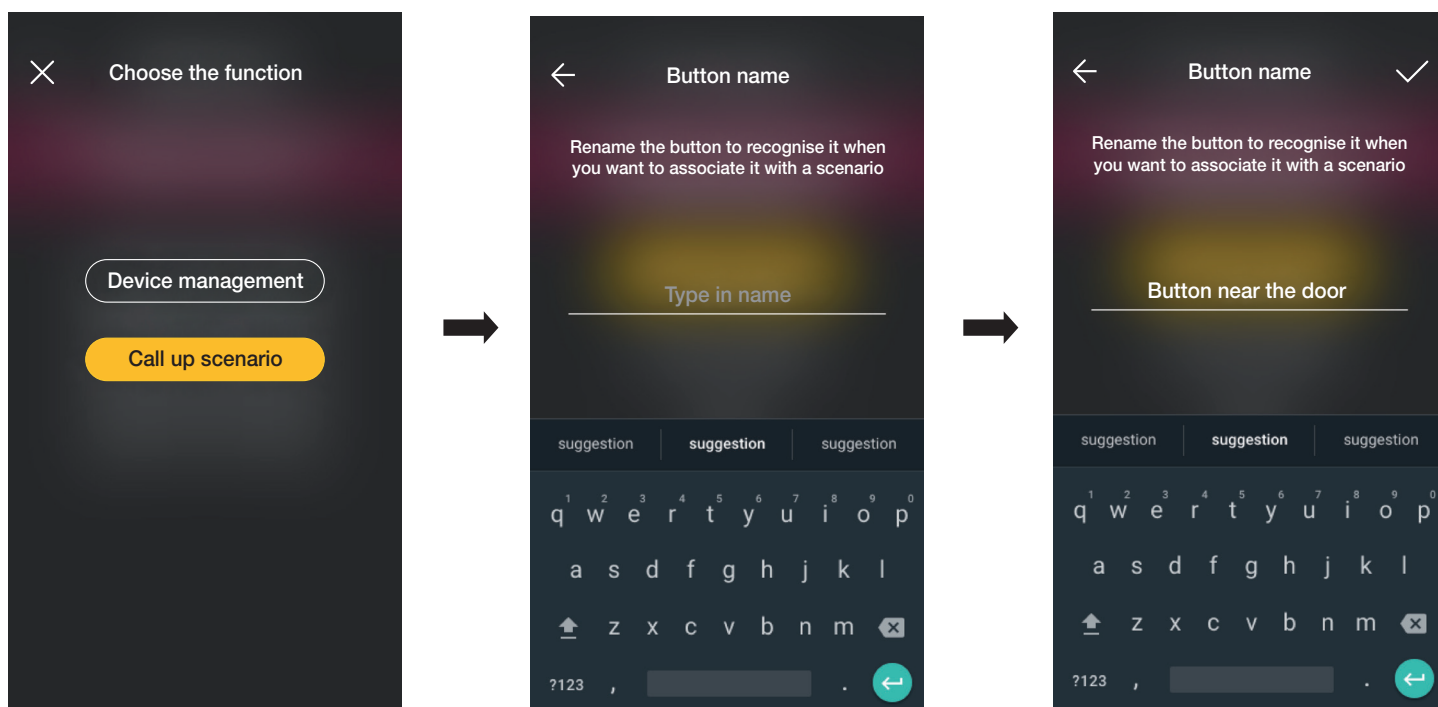 Choose the function
Device management
Call up scenario
Button name
Rename the button to recognise it when
you want to associate it with a scenario
Type in name
suggestion suggestion suggestion
1 2 3 4 5 6 7 8 9 0
q w e r t y u i o p
a s d f g h j k l
z x c v b n m
?123 , .
Button name
Rename the button to recognise it when
you want to associate it with a scenario
Button near the door
suggestion suggestion suggestion
1 2 3 4 5 6 7 8 9 0
q w e r t y u i o p
a s d f g h j k l
z x c v b n m
?123 , .